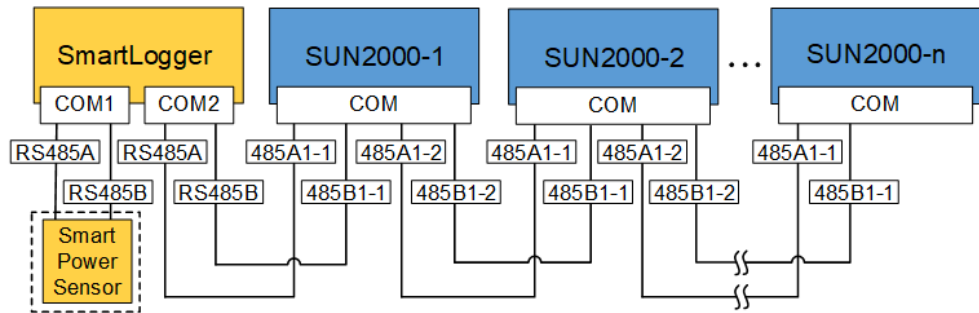 SmartLogger
SUN2000-1
SUN2000-2
...
SUN2000-n
COM1
COM2
COM
COM
COM
RS485A
RS485A
485A1-1
485A1-2
485A1-1
485A1-2
485A1-1
RS485B
RS485B
485B1-1
485B1-2
485B1-1
485B1-2
485B1-1
Smart
Power
Sensor